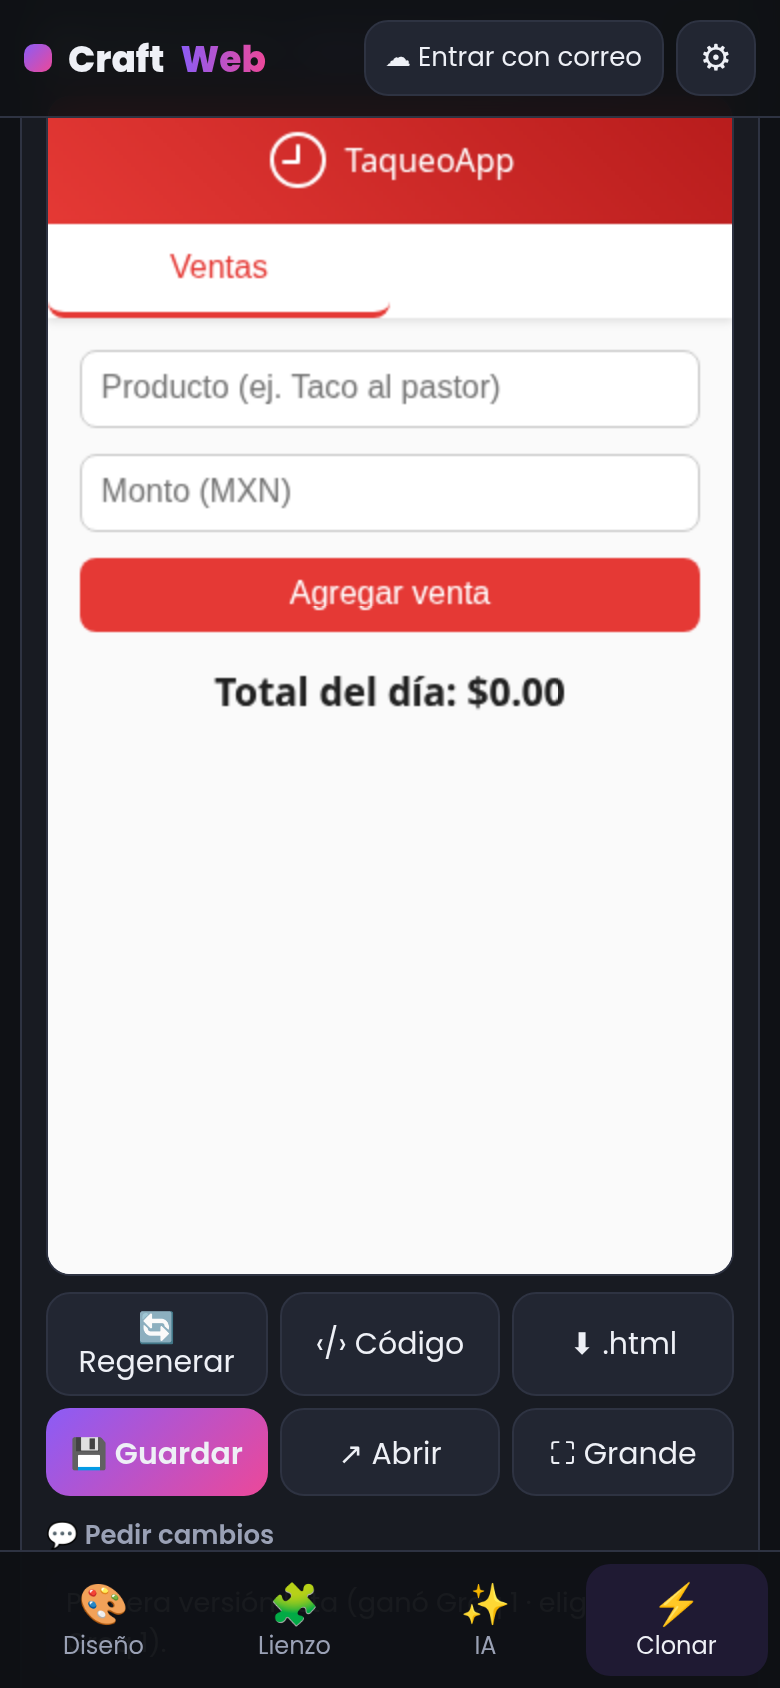 Craft Web
☁ Entrar con correo
⚙
TaqueoApp
Ventas
Producto (ej. Taco al pastor)
Monto (MXN)
Agregar venta
Total del día: $0.00
🔄 Regenerar
‹/› Código
⬇ .html
💾 Guardar
↗ Abrir
⛶ Grande
💬 Pedir cambios
Diseño
Lienzo
IA
Clonar